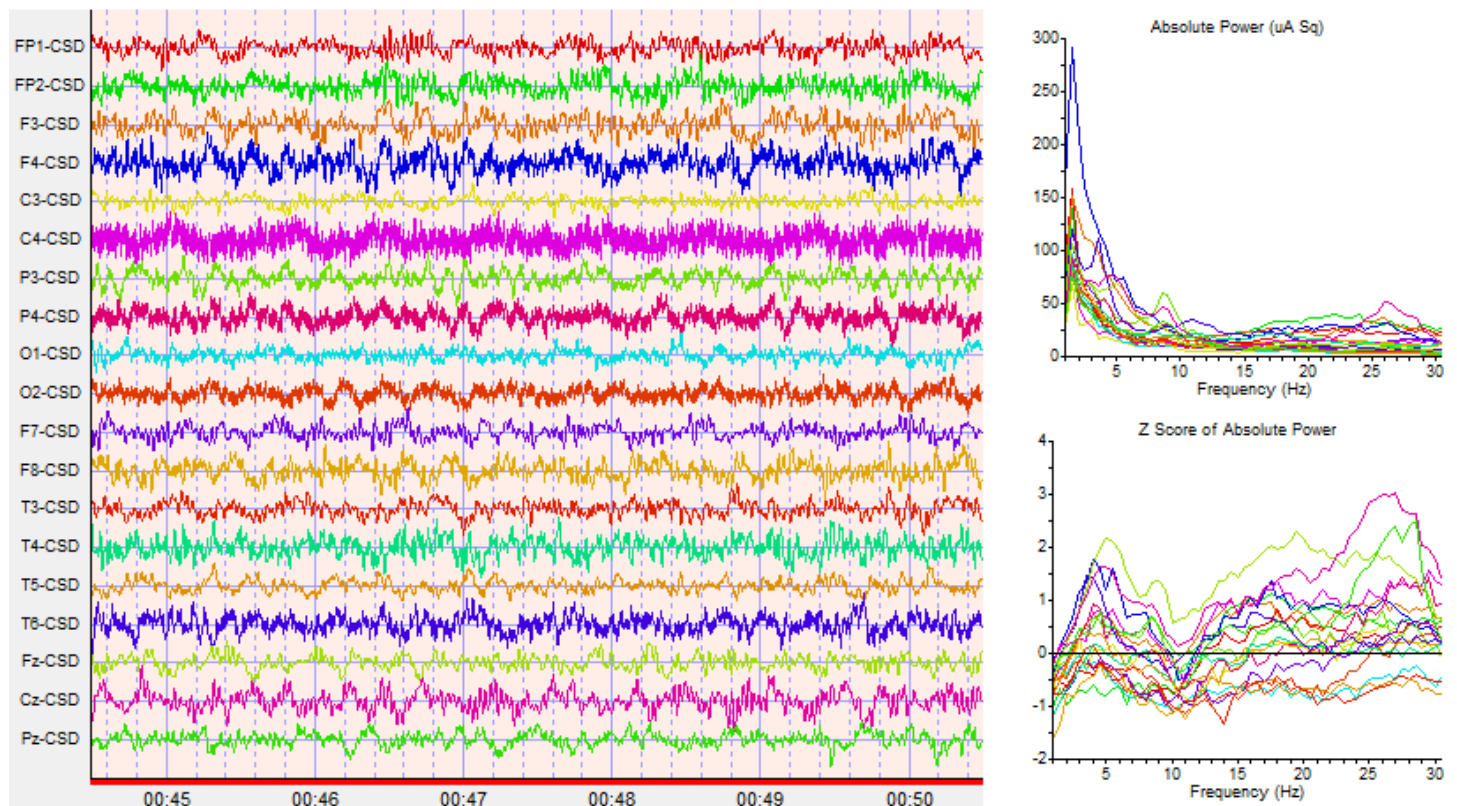 FP1-CSD
FP2-CSD
F3-CSD
F4-CSD
C3-CSD
C4-CSD
P3-CSD
P4-CSD
O1-CSD
O2-CSD
F7-CSD
F8-CSD
T3-CSD
T4-CSD
T5-CSD
T6-CSD
Fz-CSD
Cz-CSD
Pz-CSD
00:45 00:46 00:47 00:48 00:49 00:50
Absolute Power (uA Sq)
300
250
200
150
100
50
0
5 10 15 20 25 30
Frequency (Hz)
Z Score of Absolute Power
4
3
2
1
0
-1
-2
5 10 15 20 25 30
Frequency (Hz)